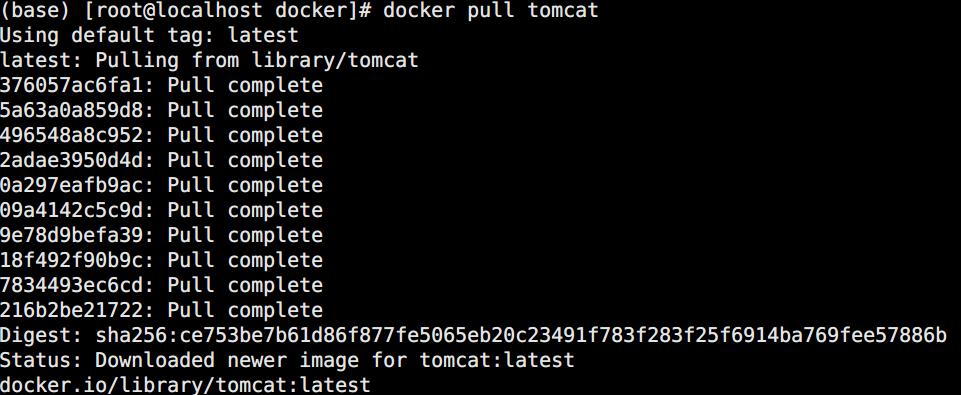 (base) [root@localhost docker]# docker pull tomcat
Using default tag: latest
latest: Pulling from library/tomcat
376057ac6fa1: Pull complete
5a63a0a859d8: Pull complete
496548a8c952: Pull complete
2adae3950d4d: Pull complete
0a297eafb9ac: Pull complete
09a4142c5c9d: Pull complete
9e78d9befa39: Pull complete
18f492f90b9c: Pull complete
7834493ec6cd: Pull complete
216b2be21722: Pull complete
Digest: sha256:ce753be7b61d86f877fe5065eb20c23491f783f283f25f6914ba769fee57886b
Status: Downloaded newer image for tomcat:latest
docker.io/library/tomcat:latest